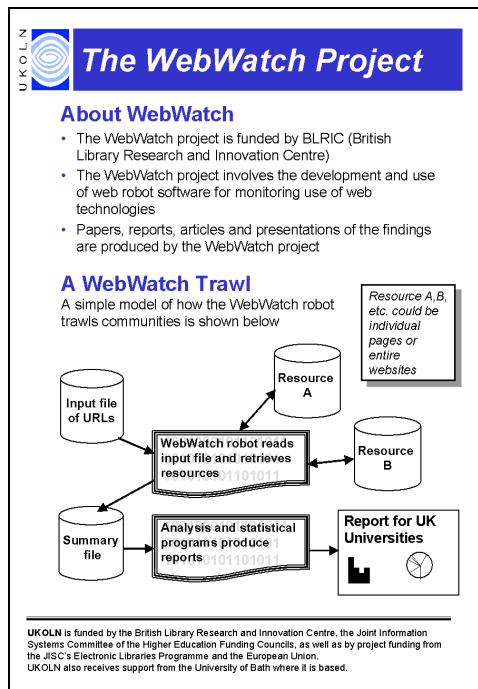 UKOLN
The WebWatch Project
About WebWatch
• The WebWatch project is funded by BLRIC (British
Library Research and Innovation Centre)
• The WebWatch project involves the development and use
of web robot software for monitoring use of web
technologies
• Papers, reports, articles and presentations of the findings
are produced by the WebWatch project
A WebWatch Trawl
A simple model of how the WebWatch robot
trawls communities is shown below
Resource A,B,
etc. could be
individual
pages or
entire
websites
Resource
A
Input file
of URLs
WebWatch robot reads
input file and retrieves
resources
101010101101011
Resource
B
Summary
file
Analysis and statistical
programs produce
reports
101010101101011
Report for UK
Universities
UKOLN is funded by the British Library Research and Innovation Centre, the Joint Information
Systems Committee of the Higher Education Funding Councils, as well as by project funding from
the JISC's Electronic Libraries Programme and the European Union.
UKOLN also receives support from the University of Bath where it is based.